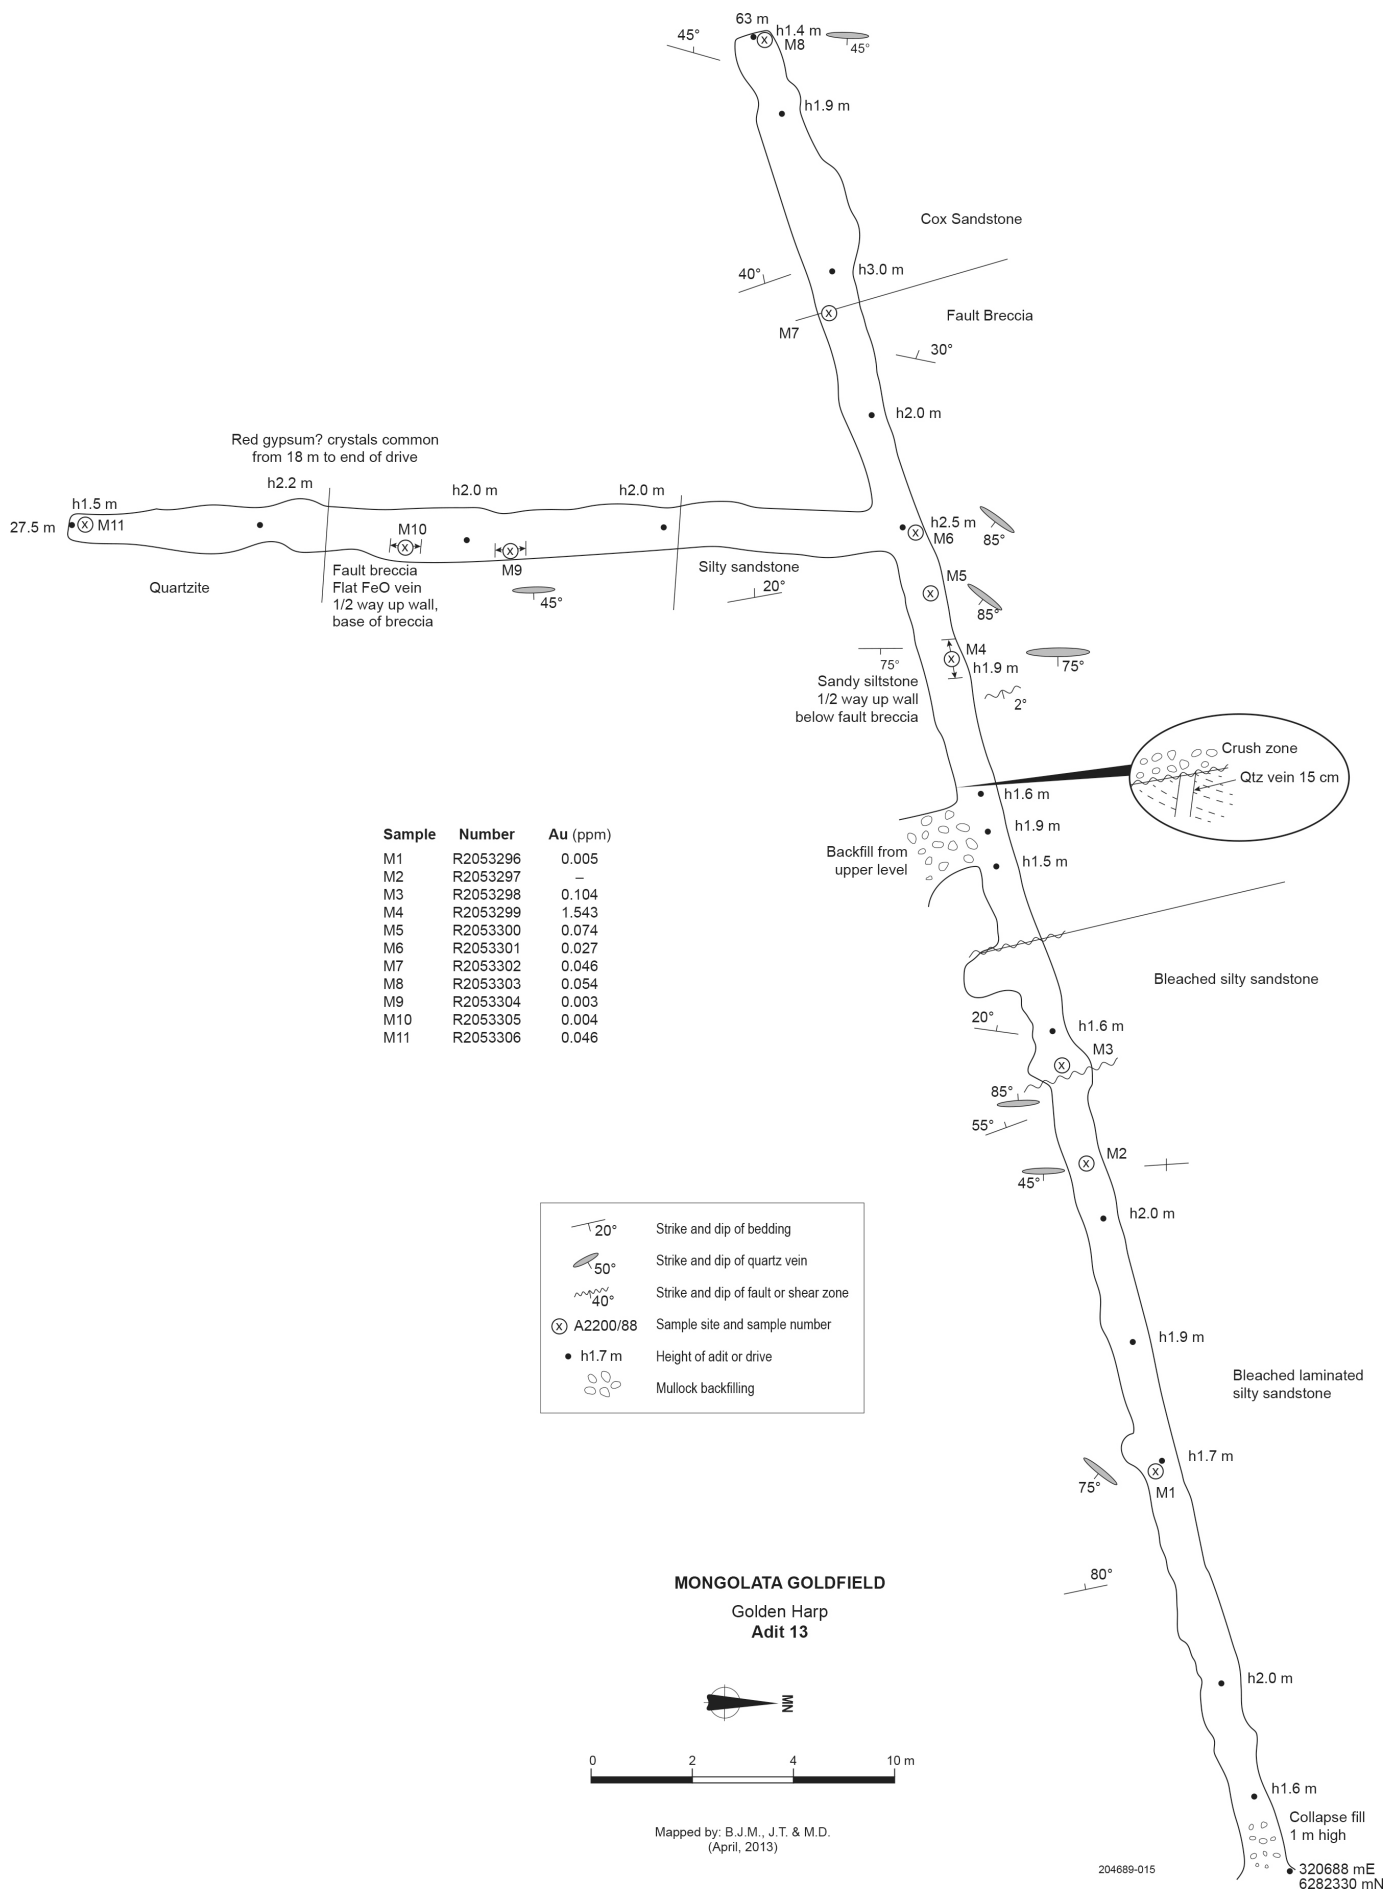 63 m
h1.4 m
M8
45°
45°
h1.9 m
Cox Sandstone
40°
h3.0 m
Fault Breccia
M7
30°
h2.0 m
Red gypsum? crystals common
from 18 m to end of drive
h2.2 m
h2.0 m
h2.0 m
h1.5 m
27.5 m
M11
M10
M9
h2.5 m
M6
85°
Fault breccia
Flat FeO vein
1/2 way up wall,
base of breccia
Quartzite
45°
Silty sandstone
20°
M5
85°
M4
h1.9 m
75°
75°
2°
Sandy siltstone
1/2 way up wall
below fault breccia
Crush zone
Qtz vein 15 cm
h1.6 m
h1.9 m
h1.5 m
Backfill from
upper level
Sample Number Au (ppm)
M1 R2053296 0.005
M2 R2053297 –
M3 R2053298 0.104
M4 R2053299 1.543
M5 R2053300 0.074
M6 R2053301 0.027
M7 R2053302 0.046
M8 R2053303 0.054
M9 R2053304 0.003
M10 R2053305 0.004
M11 R2053306 0.046
Bleached silty sandstone
20°
h1.6 m
M3
85°
55°
M2
45°
h2.0 m
20° Strike and dip of bedding
50° Strike and dip of quartz vein
40° Strike and dip of fault or shear zone
x A2200/88 Sample site and sample number
h1.7 m Height of adit or drive
Mullock backfilling
h1.9 m
Bleached laminated
silty sandstone
h1.7 m
M1
75°
80°
MONGOLATA GOLDFIELD
Golden Harp
Adit 13
MN
h2.0 m
0 2 4 10 m
h1.6 m
Collapse fill
1 m high
Mapped by: B.J.M., J.T. & M.D.
(April, 2013)
204689-015
320688 mE
6282330 mN